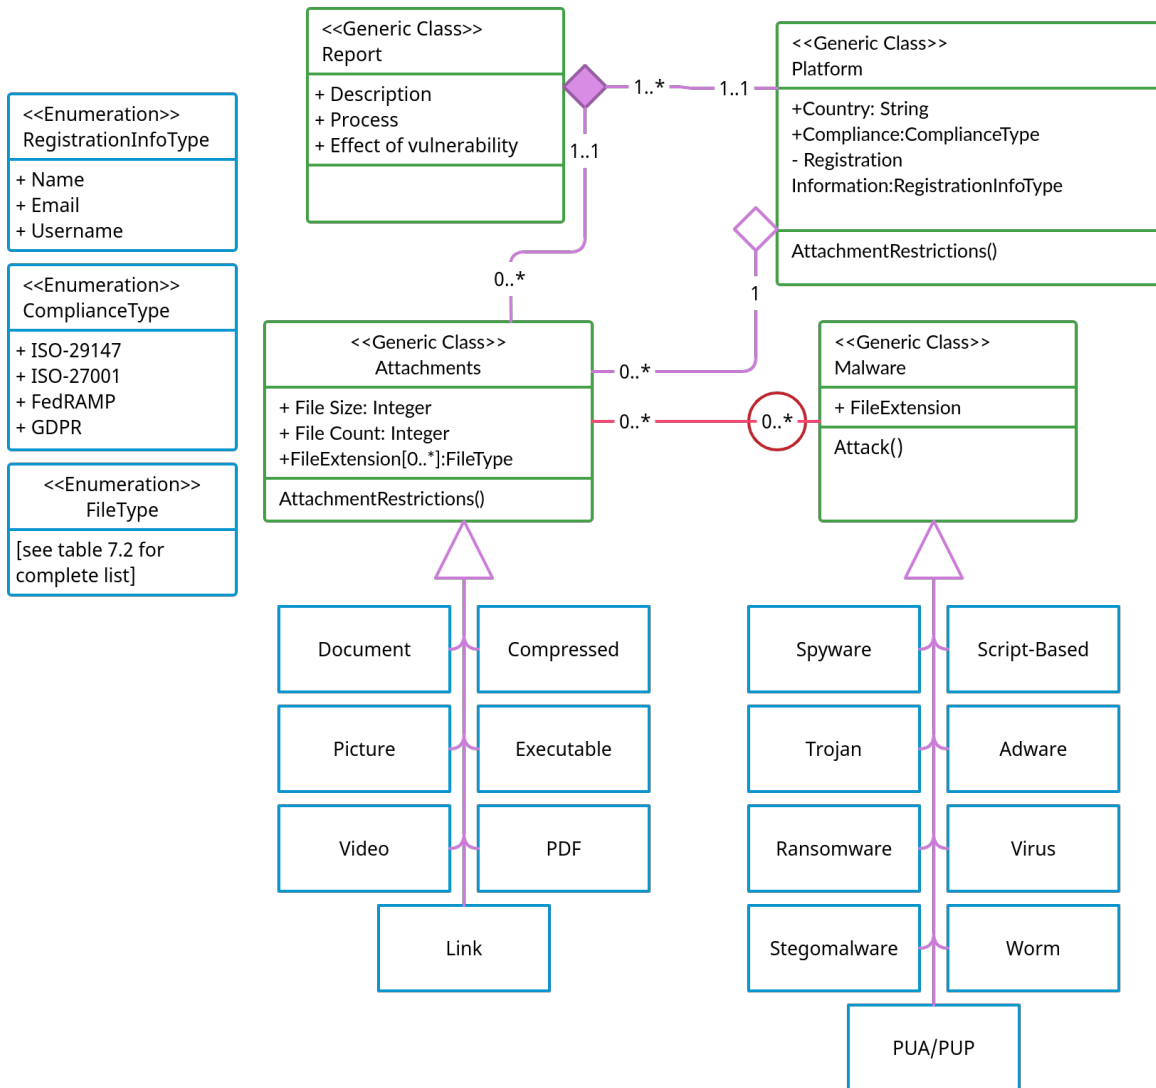 <<Generic Class>>
Report
+ Description
+ Process
+ Effect of vulnerability
1..*
1..1
1..1
0..*
<<Generic Class>>
Platform
+Country: String
+Compliance:ComplianceType
- Registration
Information:RegistrationInfoType
AttachmentRestrictions()
1
<<Enumeration>>
RegistrationInfoType
+ Name
+ Email
+ Username
<<Enumeration>>
ComplianceType
+ ISO-29147
+ ISO-27001
+ FedRAMP
+ GDPR
<<Enumeration>>
FileType
[see table 7.2 for
complete list]
<<Generic Class>>
Attachments
+ File Size: Integer
+ File Count: Integer
+FileExtension[0..*]:FileType
AttachmentRestrictions()
0..*
0..*
0..*
<<Generic Class>>
Malware
+ FileExtension
Attack()
Document
Compressed
Picture
Executable
Video
PDF
Link
Spyware
Script-Based
Trojan
Adware
Ransomware
Virus
Stegomalware
Worm
PUA/PUP